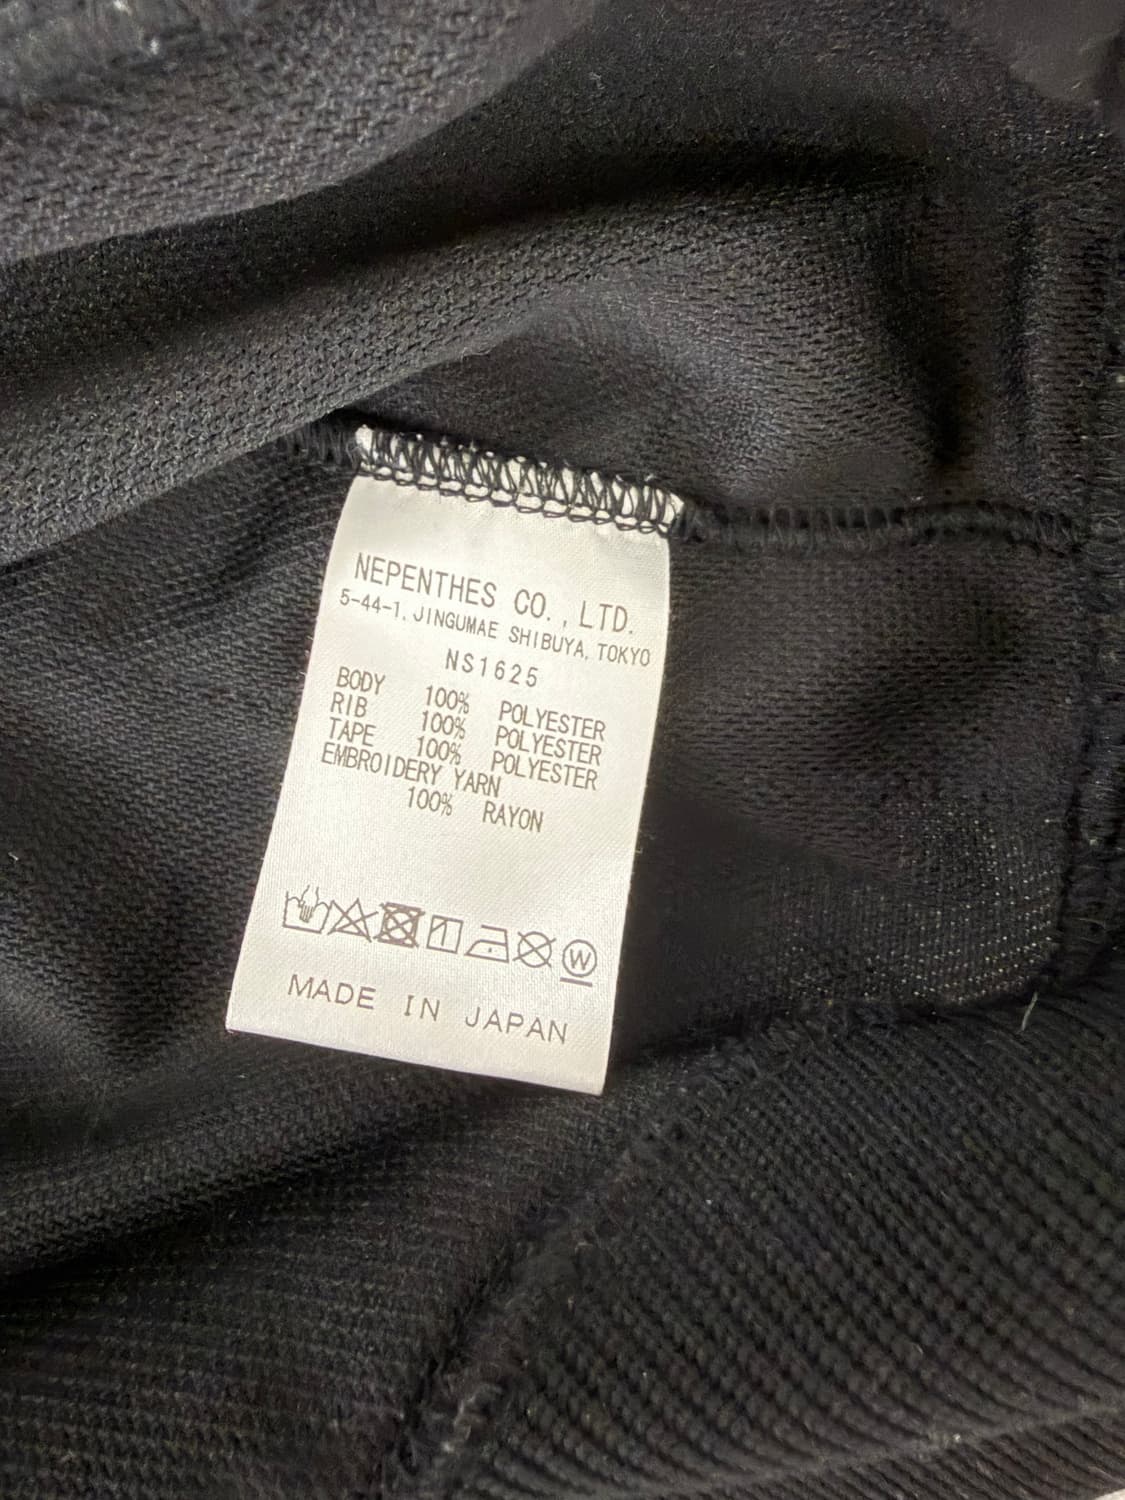 NEPENTHES CO., LTD.
5-44-1, JINGUMAE SHIBUYA, TOKYO
NS1625
BODY 100% POLYESTER
RIB 100% POLYESTER
TAPE 100% POLYESTER
EMBROIDERY YARN
100% RAYON
W
MADE IN JAPAN